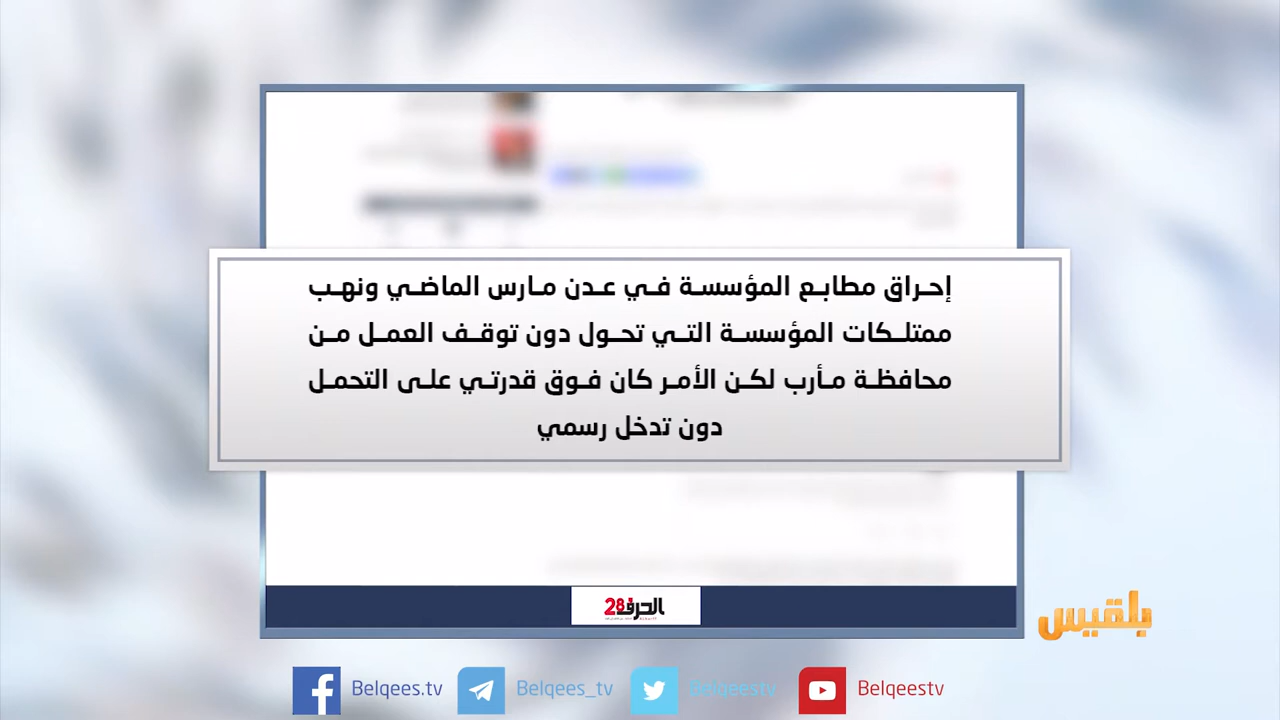 إحراق مطابع المؤسسة في عدن مارس الماضي ونهب
ممتلكات المؤسسة التي تحول دون توقف العمل من
محافظة مأرب لكن الأمر كان فوق قدرتي على التحمل
دون تدخل رسمي
الحرف28
بلقيس
Belqees.tv
Belqees_tv
Belqeestv
Belqeestv